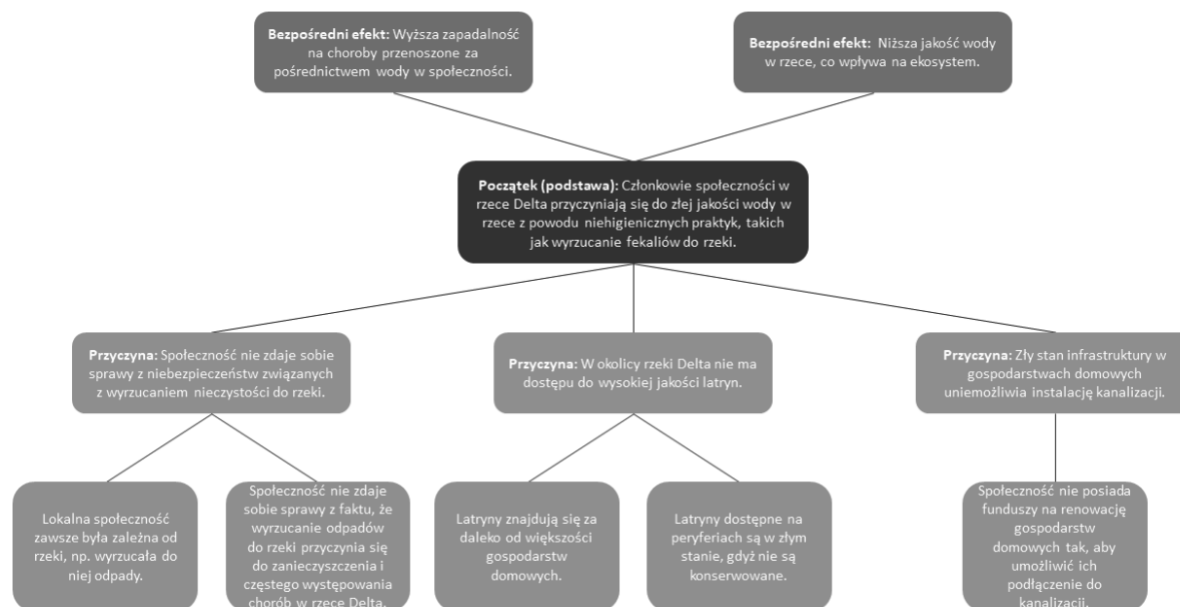 Bezpośredni efekt: Wyższa zapadalność
na choroby przenoszone za
pośrednictwem wody w społeczności.
Bezpośredni efekt: Niższa jakość wody
w rzece, co wpływa na ekosystem.
Początek (podstawa): Członkowie społeczności w
rzece Delta przyczyniają się do złej jakości wody w
rzece z powodu niehigienicznych praktyk, takich
jak wyrzucanie fekaliów do rzeki.
Przyczyna: Społeczność nie zdaje sobie
sprawy z niebezpieczeństw związanych
z wyrzucaniem nieczystości do rzeki.
Przyczyna: W okolicy rzeki Delta nie ma
dostępu do wysokiej jakości latryn.
Przyczyna: Zły stan infrastruktury w
gospodarstwach domowych
uniemożliwia instalację kanalizacji.
Lokalna społeczność
zawsze była zależna od
rzeki, np. wyrzucała do
niej odpady.
Społeczność nie zdaje
sobie sprawy z faktu, że
wyrzucanie odpadów
do rzeki przyczynia się
do zanieczyszczenia i
częstego występowania
chorób w rzece Delta.
Latryny znajdują się za
daleko od większości
gospodarstw
domowych.
Latryny dostępne na
peryferiach są w złym
stanie, gdyż nie są
konserwowane.
Społeczność nie posiada
funduszy na renowację
gospodarstw
domowych tak, aby
umożliwić ich
podłączenie do
kanalizacji.